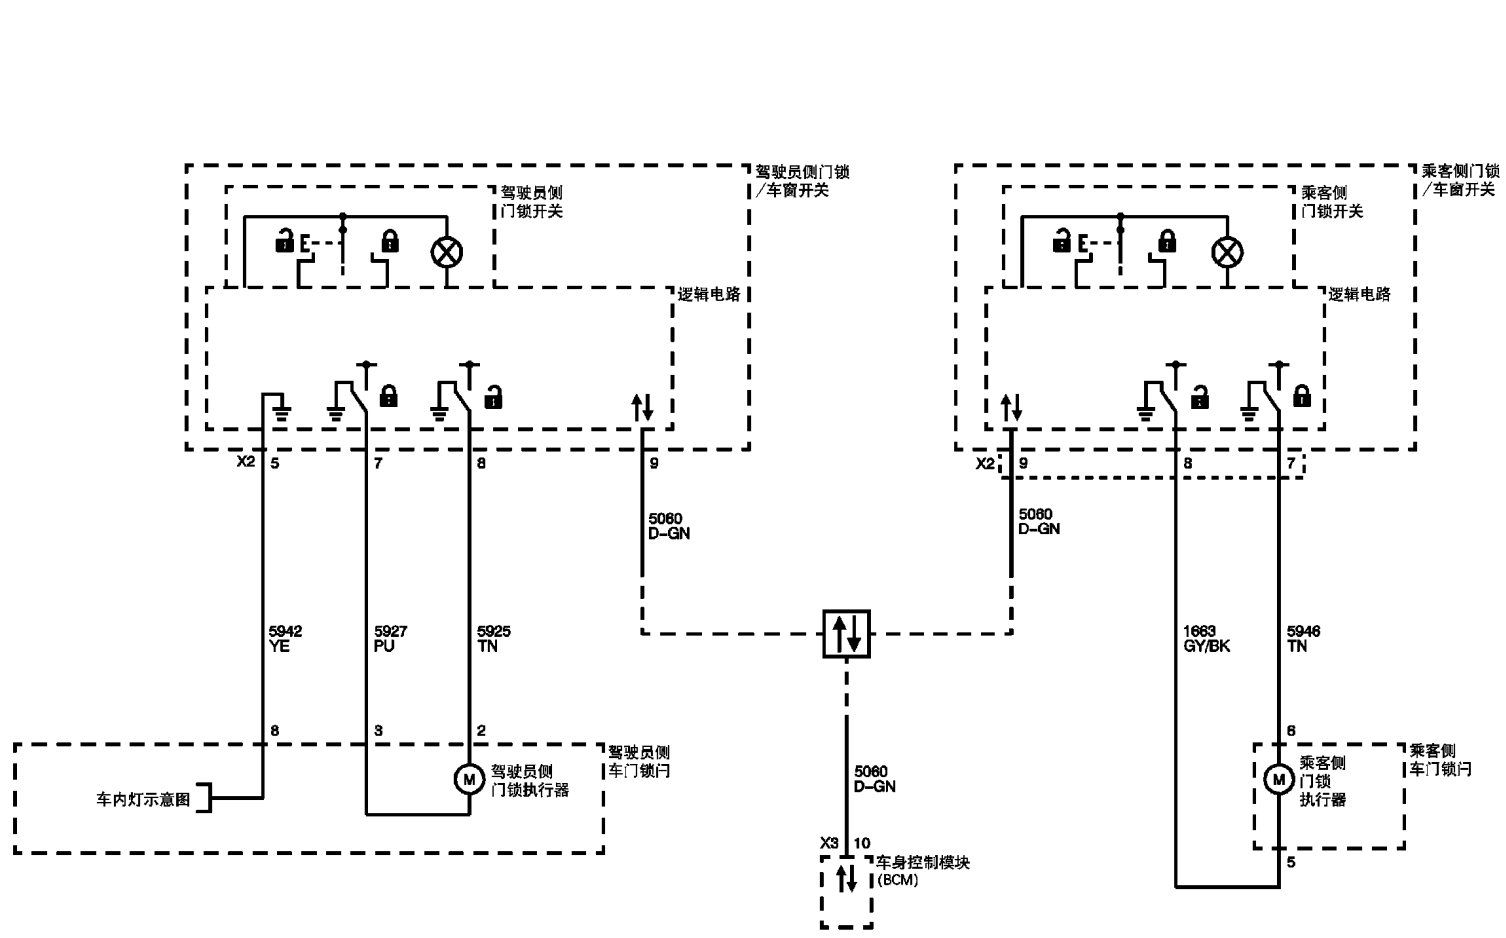 驾驶员侧门锁
/车窗开关
驾驶员侧
门锁开关
逻辑电路
X2
5
7
8
9
5060
D-GN
5942
YE
5927
PU
5925
TN
8
3
2
驾驶员侧
车门锁闩
M
驾驶员侧
门锁执行器
车内灯示意图
乘客侧门锁
/车窗开关
乘客侧
门锁开关
逻辑电路
X2
9
8
7
5060
D-GN
1663
GY/BK
5946
TN
6
乘客侧
车门锁闩
M
乘客侧
门锁
执行器
5
5060
D-GN
X3
10
车身控制模块
(BCM)